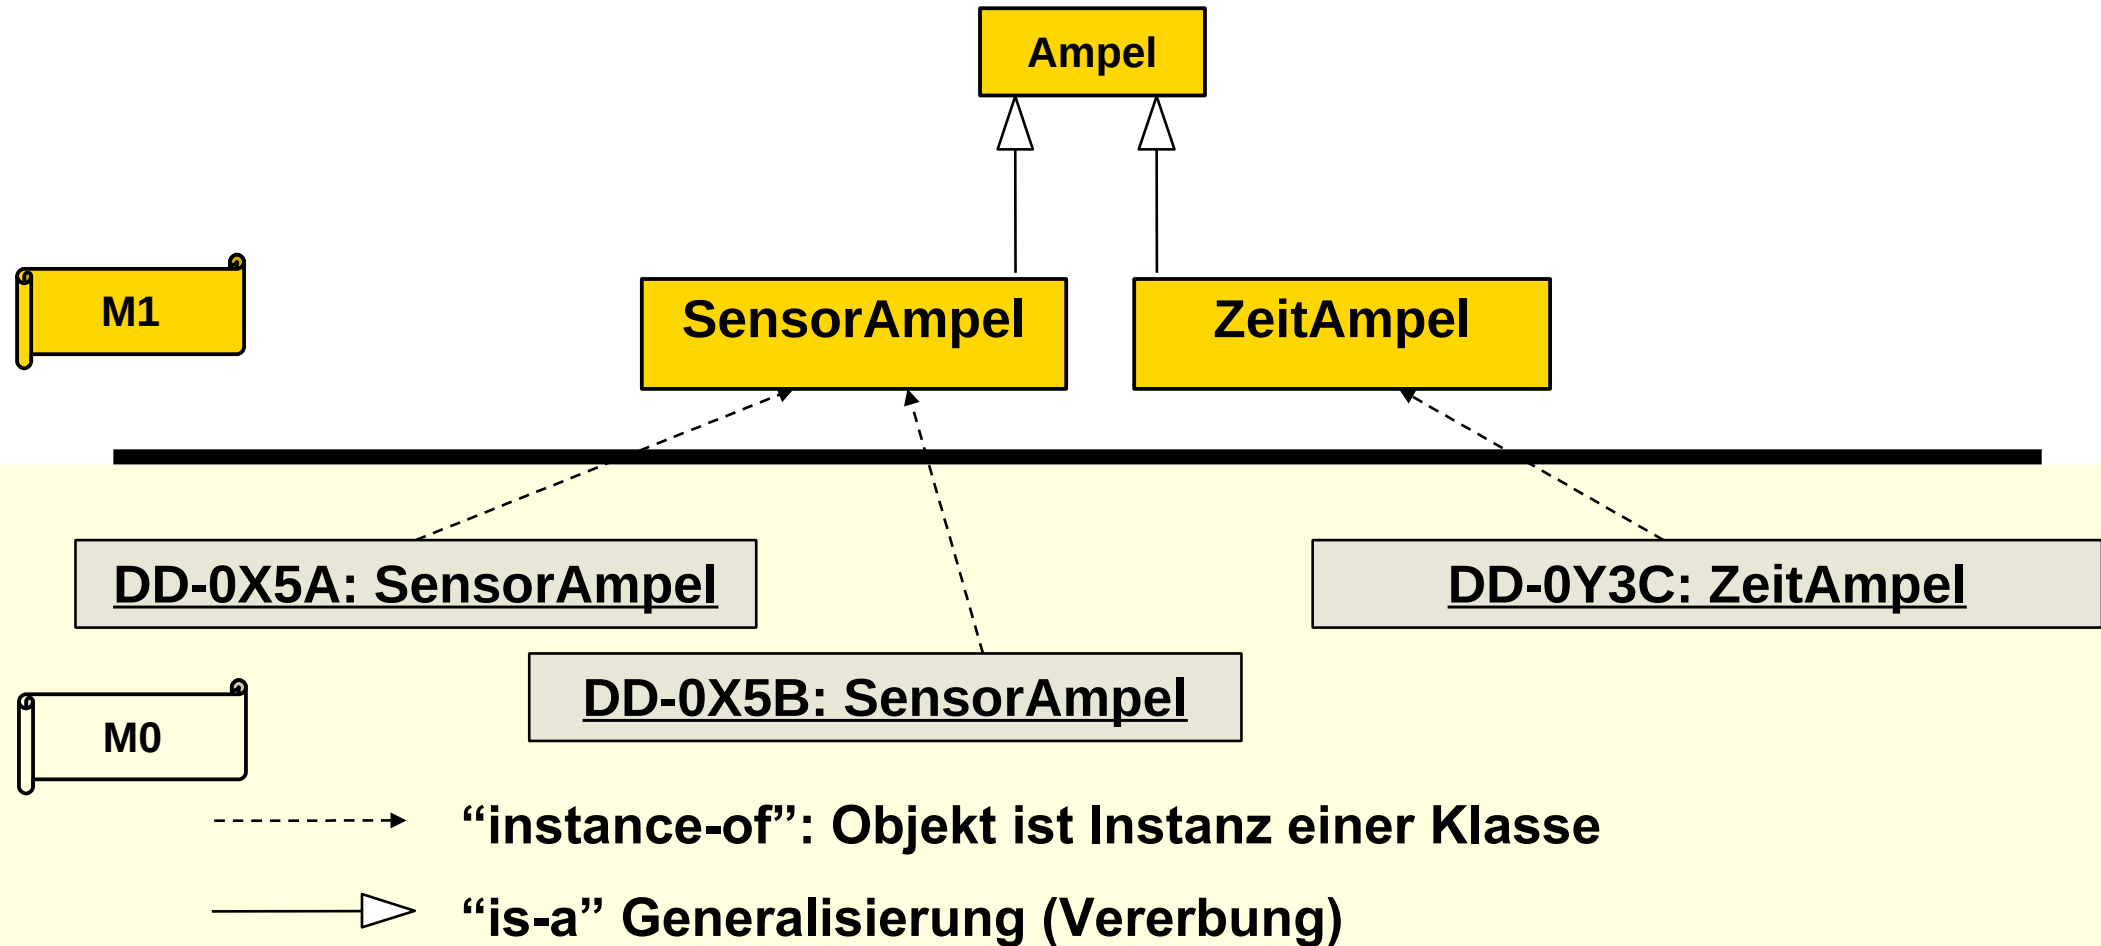 Ampel
M1
SensorAmpel
ZeitAmpel
DD-0X5A: SensorAmpel
DD-0Y3C: ZeitAmpel
DD-0X5B: SensorAmpel
M0
“instance-of”: Objekt ist Instanz einer Klasse
“is-a” Generalisierung (Vererbung)